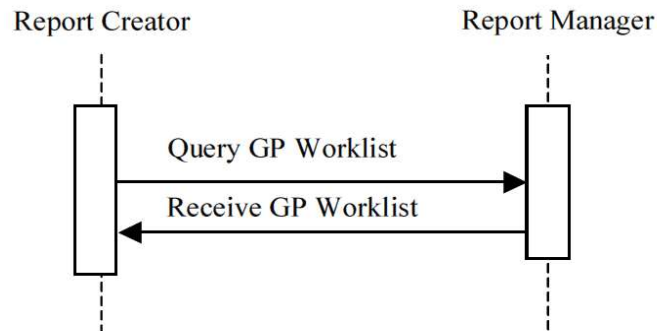 Report Creator
Report Manager
Query GP Worklist
Receive GP Worklist